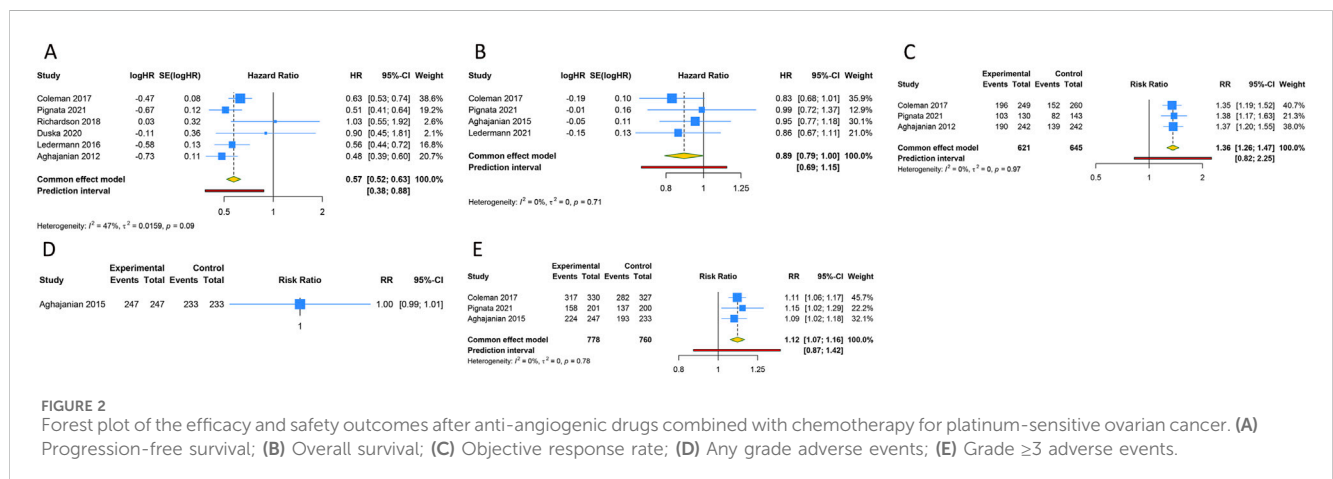 A
Study logHR SE(logHR) Hazard Ratio HR 95%-CI Weight
Coleman 2017 -0.47 0.08 0.63 [0.53; 0.74] 38.6%
Pignata 2021 -0.67 0.12 0.51 [0.41; 0.64] 19.2%
Richardson 2018 0.03 0.32 1.03 [0.55; 1.92] 2.6%
Duska 2020 -0.11 0.36 0.90 [0.45; 1.81] 2.1%
Ledermann 2016 -0.58 0.13 0.56 [0.44; 0.72] 16.8%
Aghajanian 2012 -0.73 0.11 0.48 [0.39; 0.60] 20.7%
Common effect model 0.57 [0.52; 0.63] 100.0%
Prediction interval [0.38; 0.88]
0.5 1 2
Heterogeneity: I² = 47%, τ² = 0.0159, p = 0.09
B
Study logHR SE(logHR) Hazard Ratio HR 95%-CI Weight
Coleman 2017 -0.19 0.10 0.83 [0.68; 1.01] 35.9%
Pignata 2021 -0.01 0.16 0.99 [0.72; 1.37] 13.0%
Aghajanian 2015 -0.05 0.11 0.95 [0.77; 1.18] 30.1%
Ledermann 2021 -0.15 0.13 0.86 [0.67; 1.11] 21.0%
Common effect model 0.89 [0.79; 1.00] 100.0%
Prediction interval [0.69; 1.15]
0.8 1 1.25
Heterogeneity: I² = 0%, τ² = 0, p = 0.71
C
Experimental Control
Study Events Total Events Total Risk Ratio RR 95%-CI Weight
Coleman 2017 196 249 152 260 1.35 [1.19; 1.52] 40.7%
Pignata 2021 103 130 82 143 1.38 [1.17; 1.63] 21.3%
Aghajanian 2012 190 242 139 242 1.37 [1.20; 1.55] 38.0%
Common effect model 621 645 1.36 [1.26; 1.47] 100.0%
Prediction interval [0.82; 2.25]
Heterogeneity: I² = 0%, τ² = 0, p = 0.97
0.5 1 2
D
Experimental Control
Study Events Total Events Total Risk Ratio RR 95%-CI
Aghajanian 2015 247 247 233 233 1.00 [0.99; 1.01]
1
E
Experimental Control
Study Events Total Events Total Risk Ratio RR 95%-CI Weight
Coleman 2017 317 330 282 327 1.11 [1.06; 1.17] 45.7%
Pignata 2021 158 201 137 200 1.15 [1.02; 1.29] 22.2%
Aghajanian 2015 224 247 193 233 1.09 [1.02; 1.18] 32.1%
Common effect model 778 760 1.12 [1.07; 1.16] 100.0%
Prediction interval [0.87; 1.42]
Heterogeneity: I² = 0%, τ² = 0, p = 0.78
0.8 1 1.25
FIGURE 2
Forest plot of the efficacy and safety outcomes after anti-angiogenic drugs combined with chemotherapy for platinum-sensitive ovarian cancer. (A)
Progression-free survival; (B) Overall survival; (C) Objective response rate; (D) Any grade adverse events; (E) Grade ≥3 adverse events.